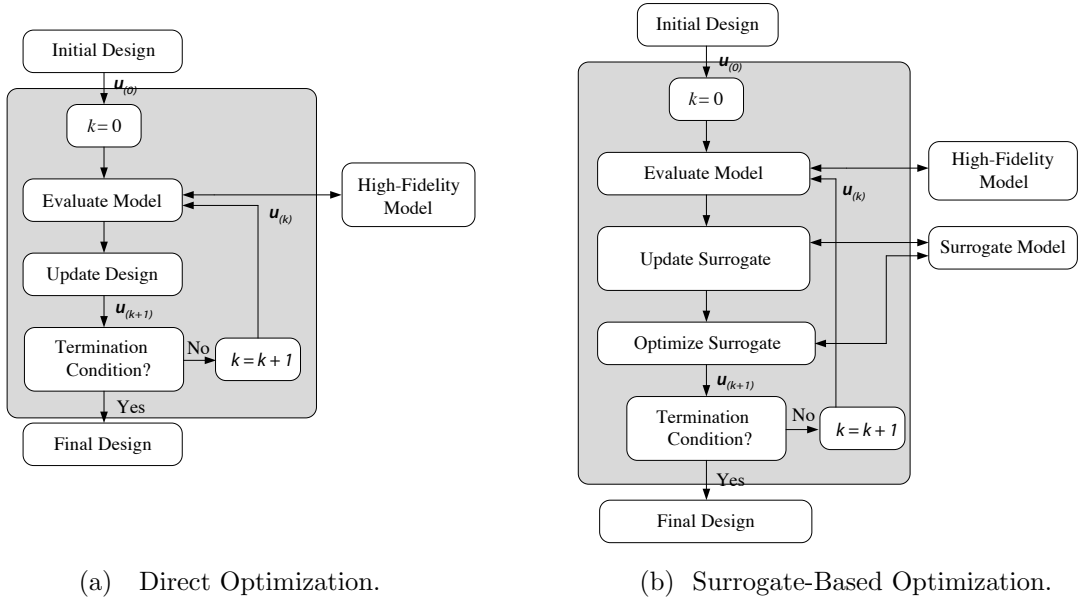 Initial Design
u(0)
k = 0
Evaluate Model
High-Fidelity
Model
u(k)
Update Design
u(k+1)
Termination
Condition?
No
k = k + 1
Yes
Final Design
(a) Direct Optimization.
Initial Design
u(0)
k = 0
Evaluate Model
High-Fidelity
Model
u(k)
Update Surrogate
Surrogate Model
Optimize Surrogate
u(k+1)
Termination
Condition?
No
k = k + 1
Yes
Final Design
(b) Surrogate-Based Optimization.